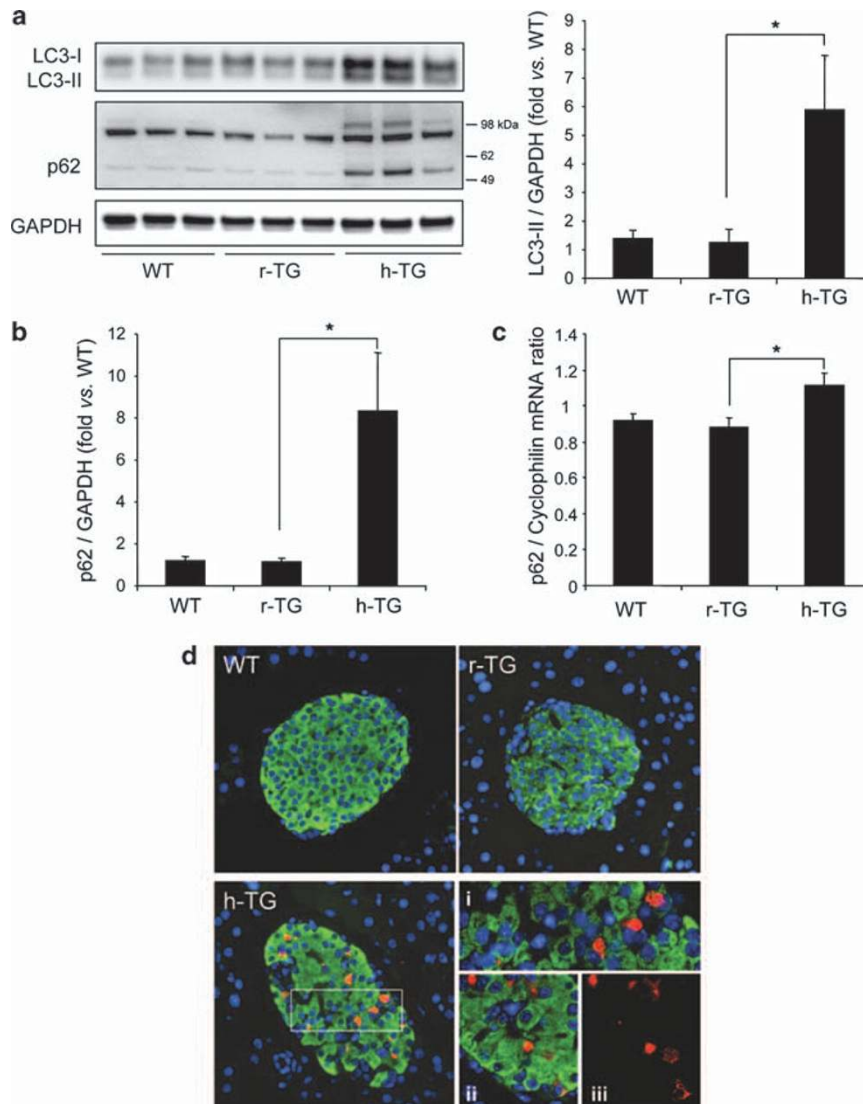 a
LC3-I
LC3-II
p62
GAPDH
98 kDa
62
49
WT
r-TG
h-TG
LC3-II / GAPDH (fold vs. WT)
9
8
7
6
5
4
3
2
1
0
*
WT
r-TG
h-TG
b
p62 / GAPDH (fold vs. WT)
12
10
8
6
4
2
0
*
WT
r-TG
h-TG
c
p62 / Cyclophilin mRNA ratio
1.4
1.2
1
0.8
0.6
0.4
0.2
0
*
WT
r-TG
h-TG
d
WT
r-TG
h-TG
i
ii
iii